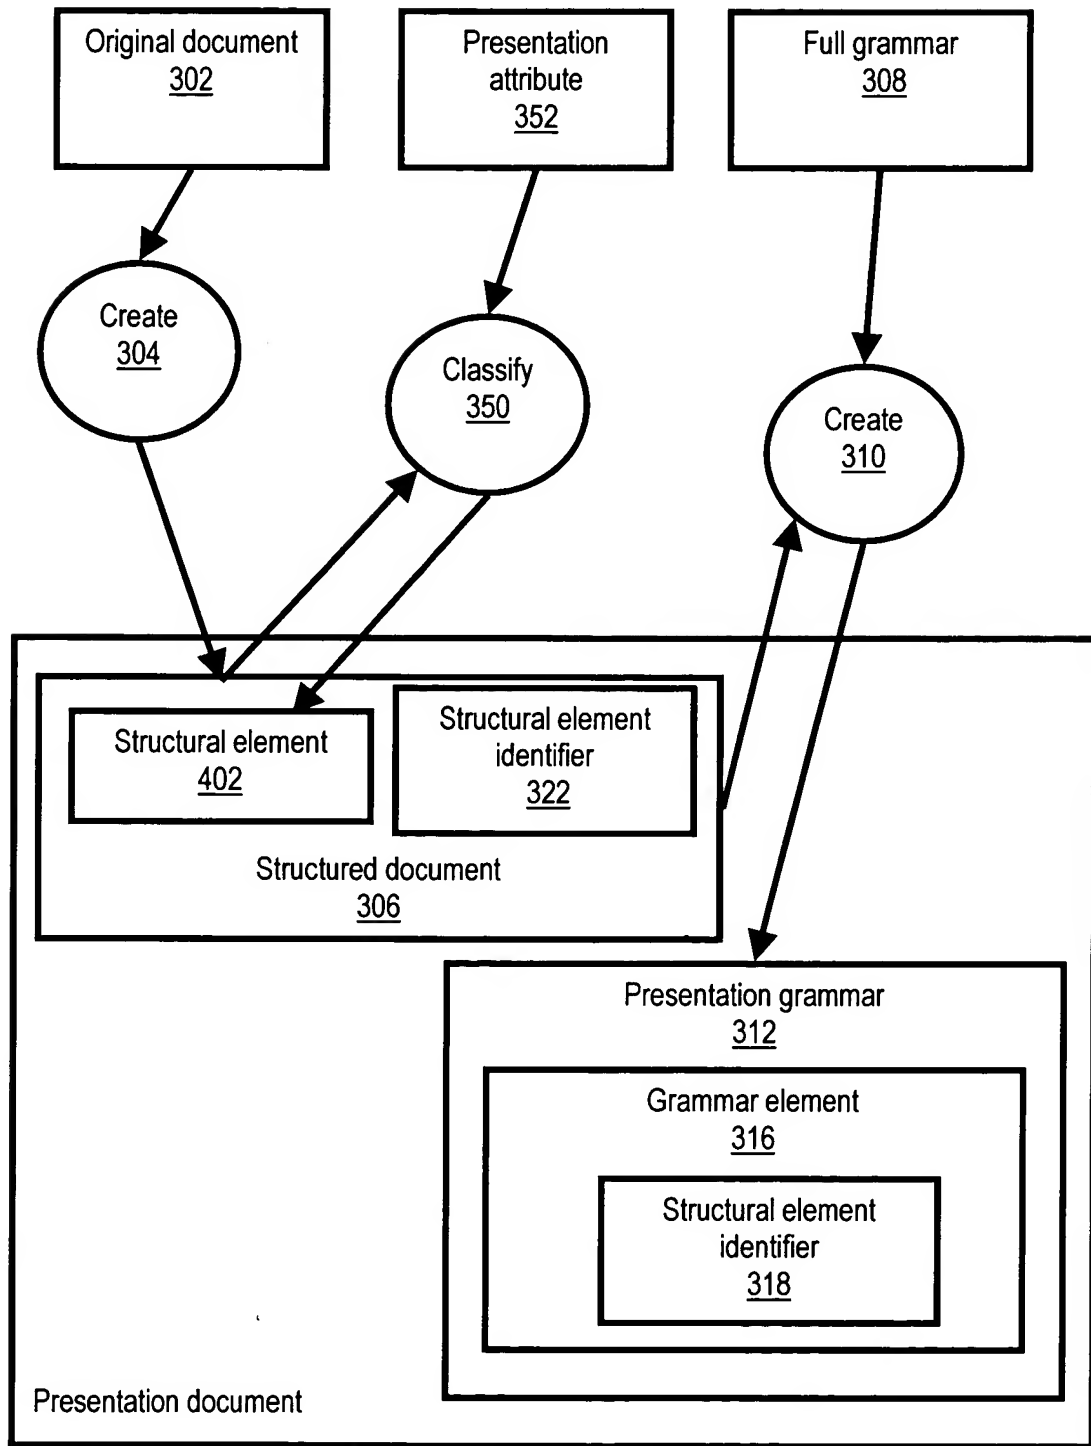 Original document
302
Presentation
attribute
352
Full grammar
308
Create
304
Classify
350
Create
310
Structural element
402
Structural element
identifier
322
Structured document
306
Presentation grammar
312
Grammar element
316
Structural element
identifier
318
Presentation document